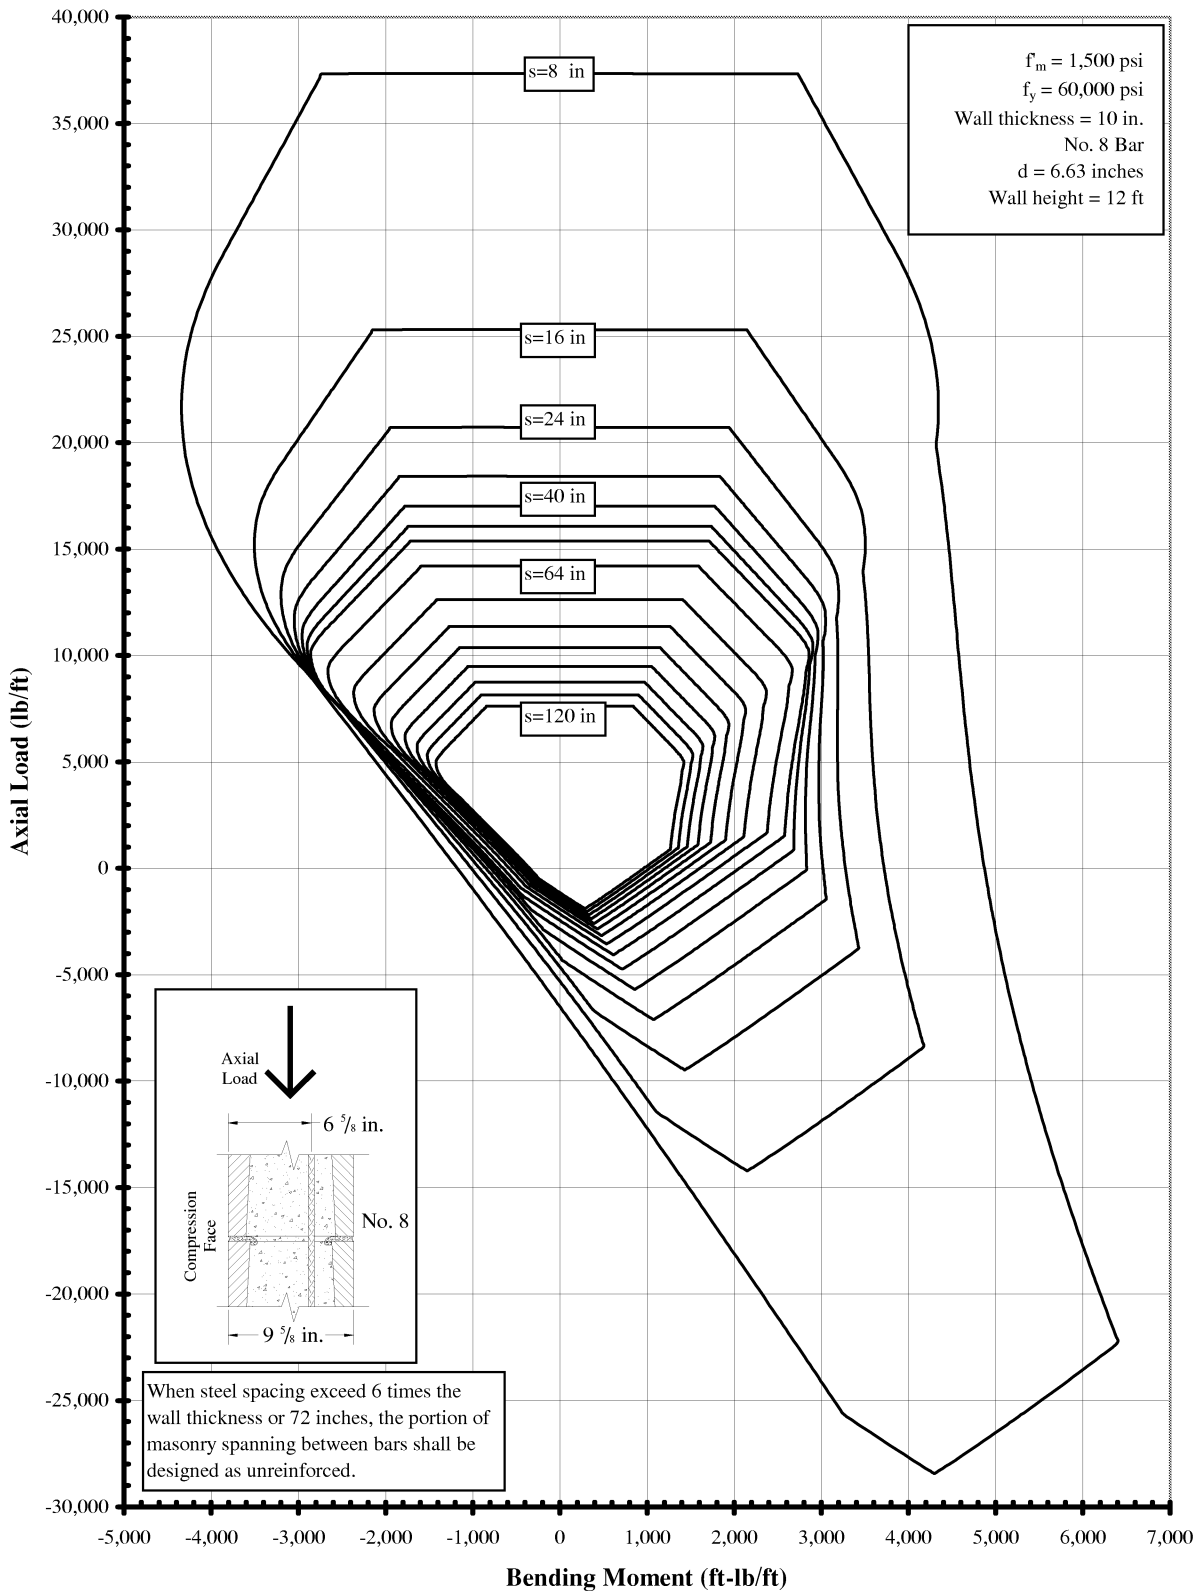 40,000
35,000
30,000
25,000
20,000
15,000
10,000
5,000
0
-5,000
-10,000
-15,000
-20,000
-25,000
-30,000
Axial Load (lb/ft)
-5,000 -4,000 -3,000 -2,000 -1,000 0 1,000 2,000 3,000 4,000 5,000 6,000 7,000
Bending Moment (ft-lb/ft)
s=8 in
s=16 in
s=24 in
s=40 in
s=64 in
s=120 in
f'm = 1,500 psi
fy = 60,000 psi
Wall thickness = 10 in.
No. 8 Bar
d = 6.63 inches
Wall height = 12 ft
Axial
Load
6 5/8 in.
Compression
Face
No. 8
9 5/8 in.
When steel spacing exceed 6 times the
wall thickness or 72 inches, the portion of
masonry spanning between bars shall be
designed as unreinforced.